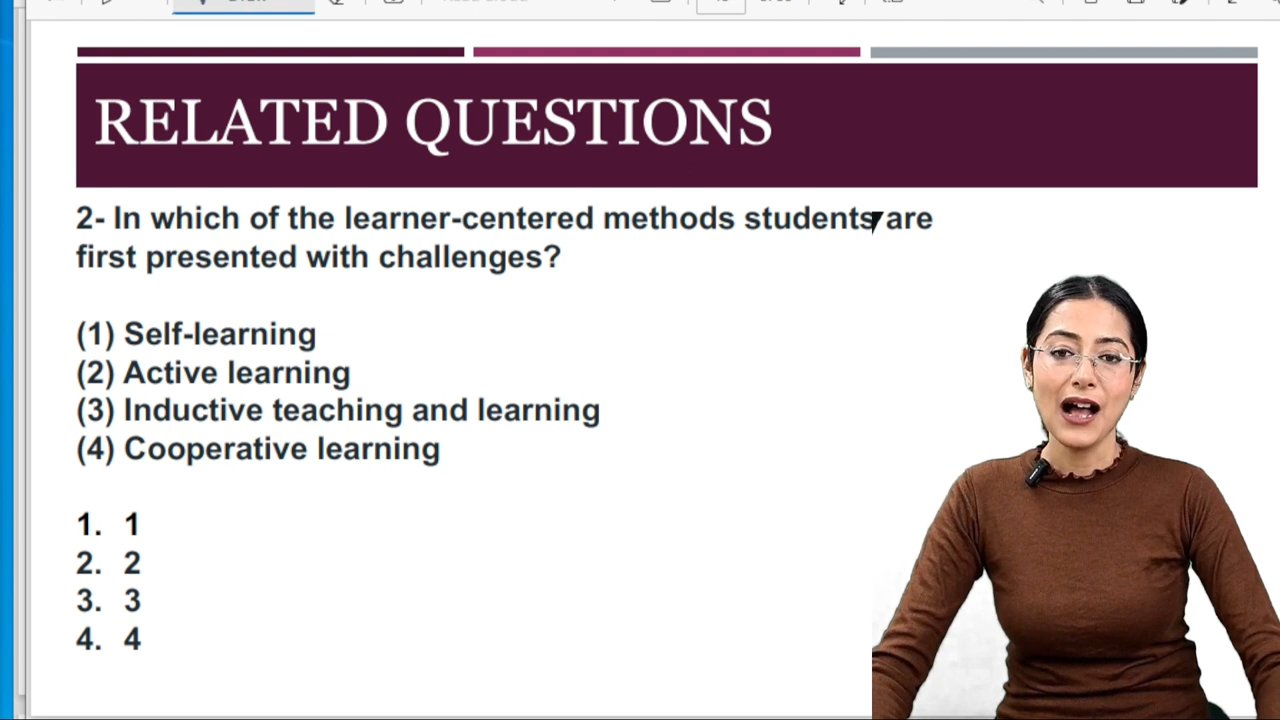 RELATED QUESTIONS
2- In which of the learner-centered methods students are
first presented with challenges?
(1) Self-learning
(2) Active learning
(3) Inductive teaching and learning
(4) Cooperative learning
1. 1
2. 2
3. 3
4. 4